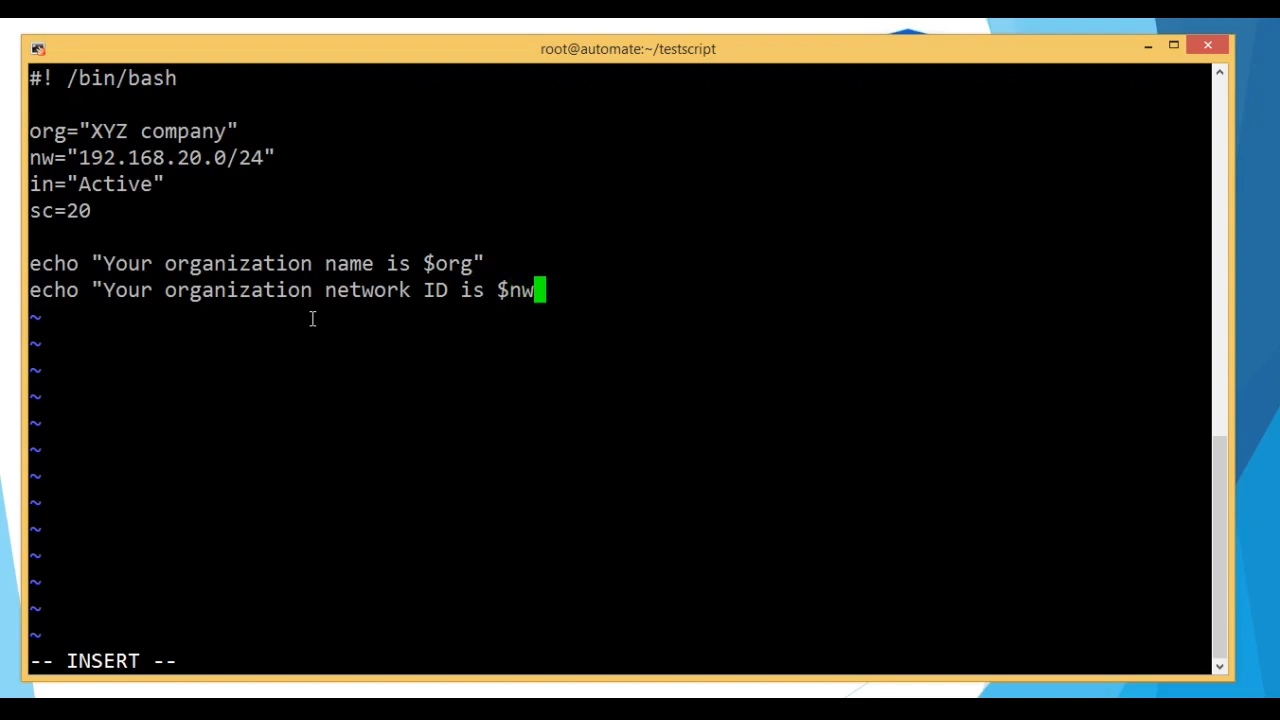 root@automate:~/testscript
#! /bin/bash
org="XYZ company"
nw="192.168.20.0/24"
in="Active"
sc=20
echo "Your organization name is $org"
echo "Your organization network ID is $nw
~
~
~
~
~
~
~
~
~
~
~
~
~
-- INSERT --